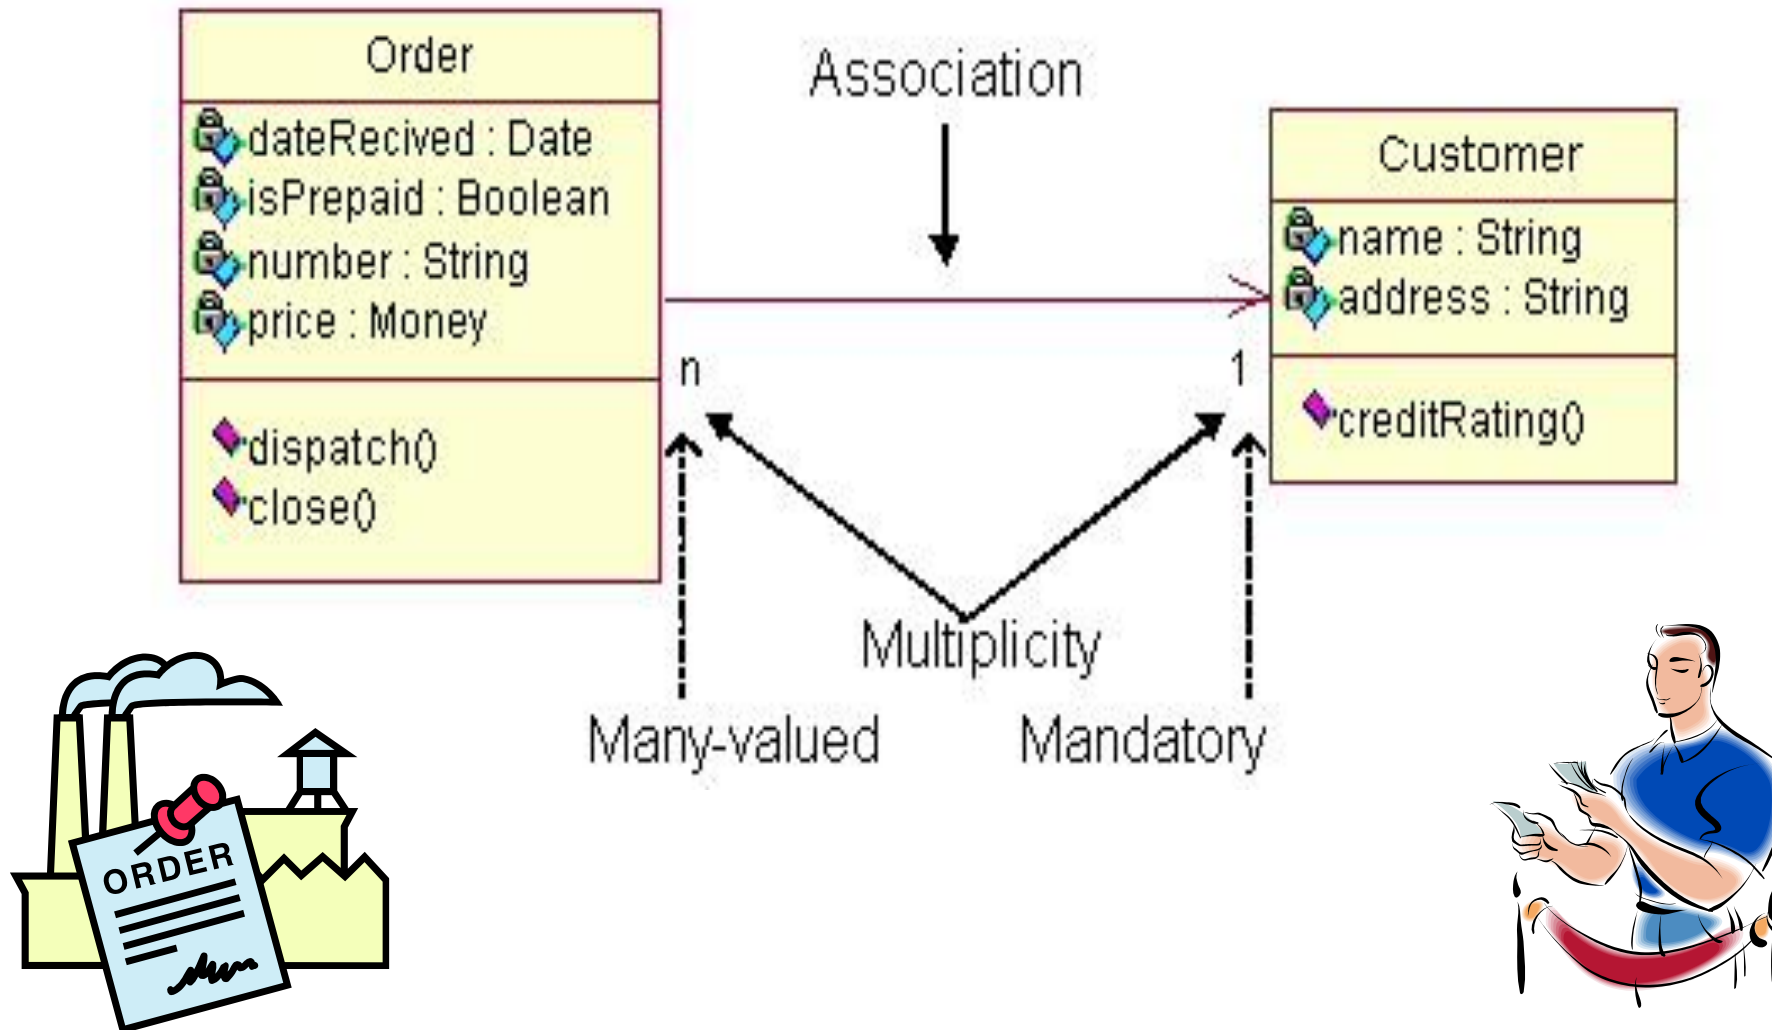 Order
dateRecived : Date
isPrepaid : Boolean
number : String
price : Money
dispatch()
close()
Association
Customer
name : String
address : String
creditRating()
n
1
Multiplicity
Many-valued
Mandatory
ORDER